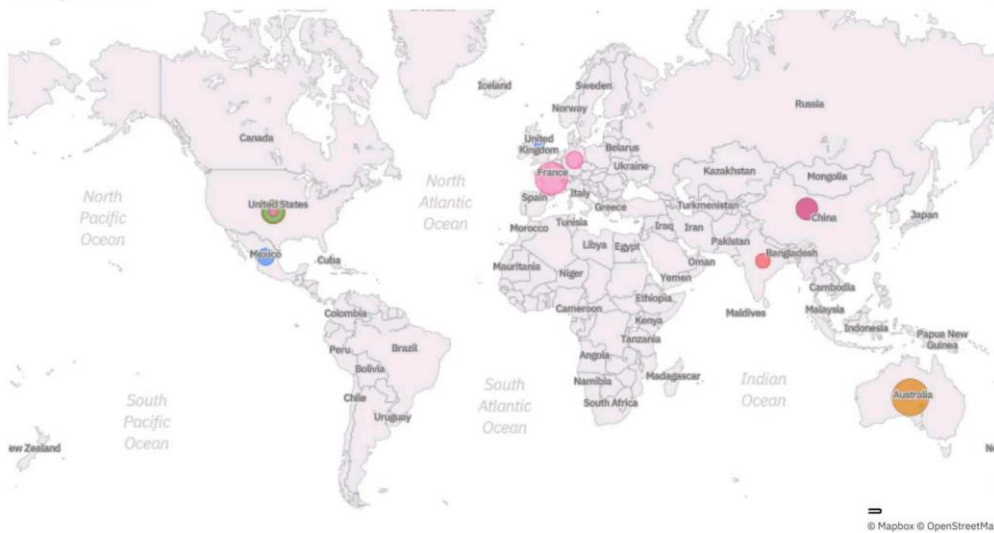 Iceland
Sweden
Norway
Russia
Canada
United
Kingdom
Belarus
Ukraine
Kazakhstan
Mongolia
France
North
Pacific
Ocean
North
Atlantic
Ocean
United States
Spain
Italy
Greece
Turkmenistan
China
Japan
Morocco
Tunisia
Iraq
Iran
Pakistan
Libya
Egypt
Mexico
Cuba
Bangladesh
Oman
Mauritania
Niger
Yemen
Cambodia
Colombia
Cameroon
Ethiopia
Maldives
Malaysia
Kenya
Indonesia
Papua New
Guinea
Peru
Brazil
Tanzania
Angola
Bolivia
Madagascar
Namibia
South
Atlantic
Ocean
Indian
Ocean
Chile
South Africa
Australia
South
Pacific
Ocean
Uruguay
ew Zealand
Ne
© Mapbox © OpenStreetMa